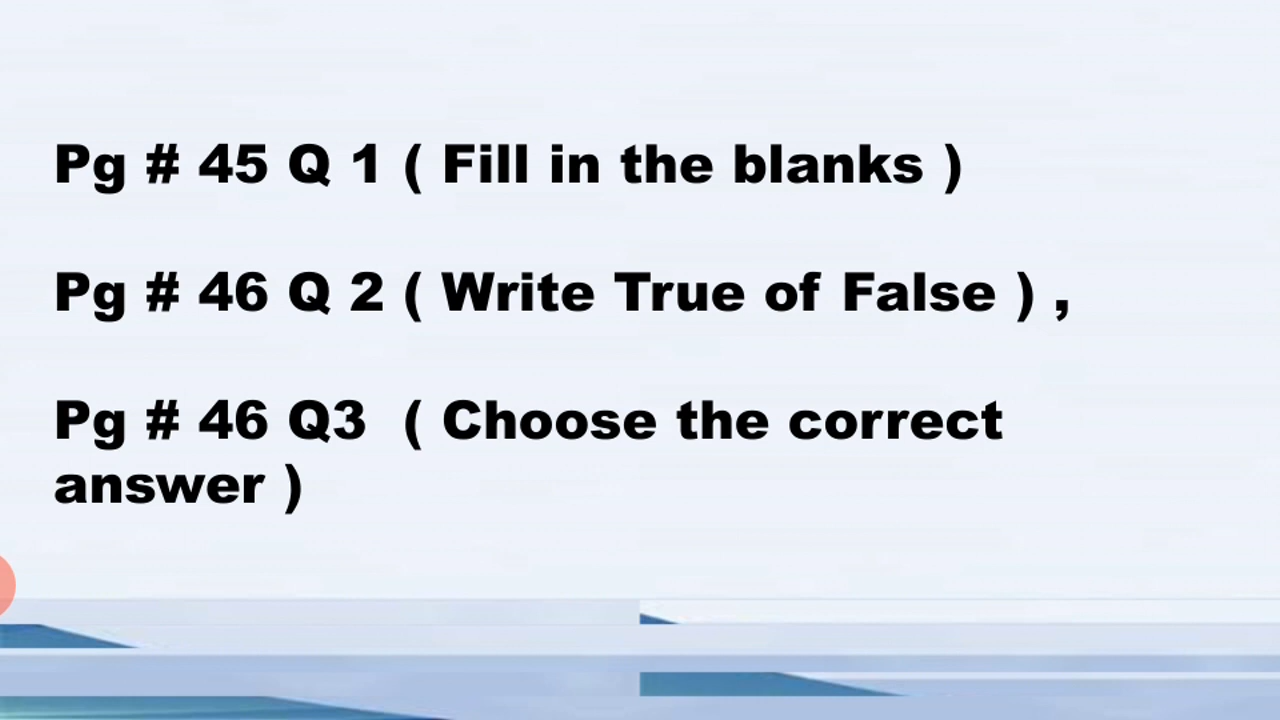 Pg # 45 Q 1 ( Fill in the blanks )
Pg # 46 Q 2 ( Write True of False ) ,
Pg # 46 Q3  ( Choose the correct
answer )